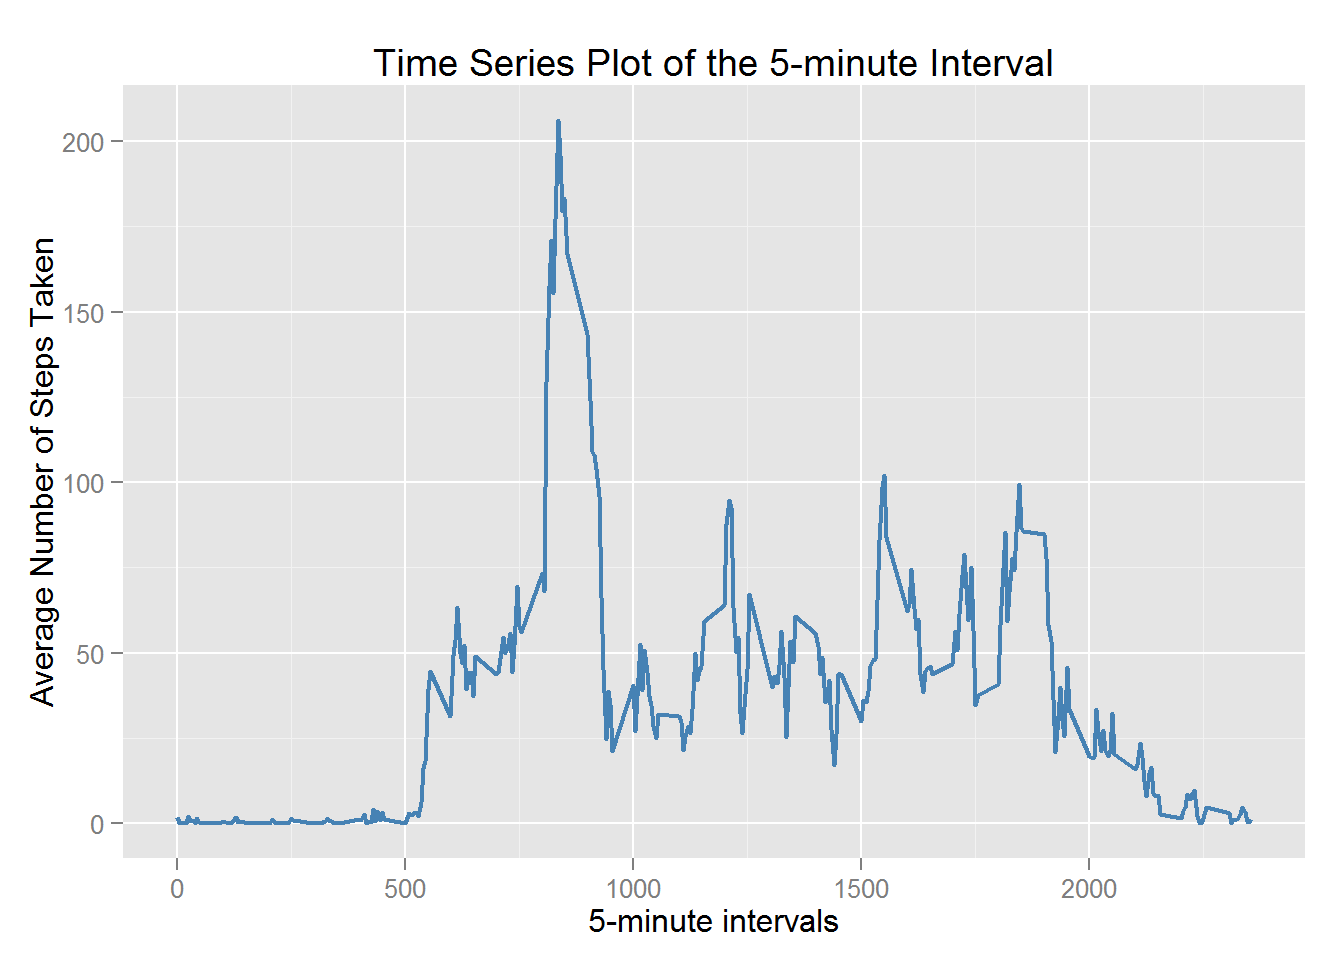 Time Series Plot of the 5-minute Interval
Average Number of Steps Taken
200
150
100
50
0
0 500 1000 1500 2000
5-minute intervals